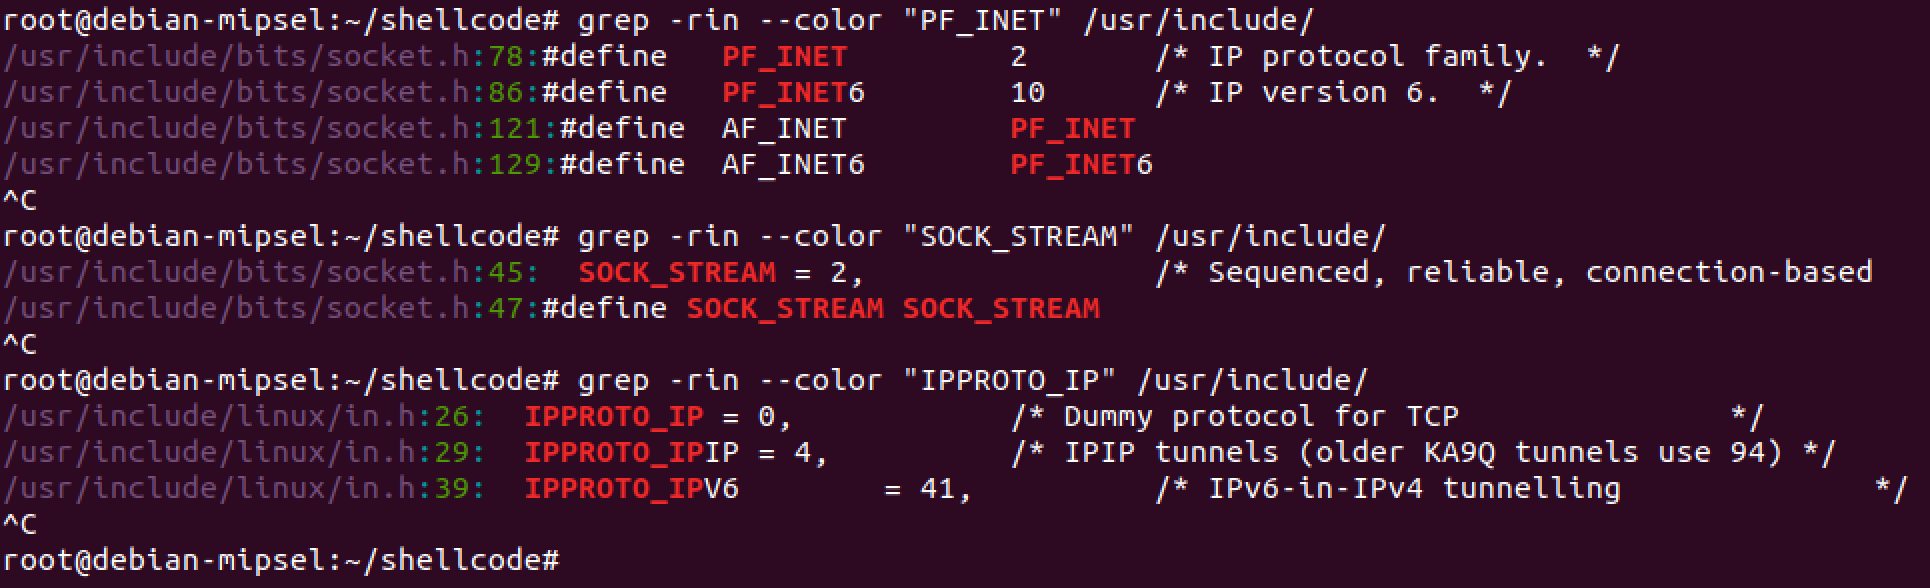 root@debian-mipsel:~/shellcode# grep -rin --color "PF_INET" /usr/include/
/usr/include/bits/socket.h:78:#define   PF_INET         2       /* IP protocol family.  */
/usr/include/bits/socket.h:86:#define   PF_INET6        10      /* IP version 6.  */
/usr/include/bits/socket.h:121:#define  AF_INET         PF_INET
/usr/include/bits/socket.h:129:#define  AF_INET6        PF_INET6
^C
root@debian-mipsel:~/shellcode# grep -rin --color "SOCK_STREAM" /usr/include/
/usr/include/bits/socket.h:45:  SOCK_STREAM = 2,                /* Sequenced, reliable, connection-based
/usr/include/bits/socket.h:47:#define SOCK_STREAM SOCK_STREAM
^C
root@debian-mipsel:~/shellcode# grep -rin --color "IPPROTO_IP" /usr/include/
/usr/include/linux/in.h:26:  IPPROTO_IP = 0,            /* Dummy protocol for TCP               */
/usr/include/linux/in.h:29:  IPPROTO_IPIP = 4,          /* IPIP tunnels (older KA9Q tunnels use 94) */
/usr/include/linux/in.h:39:  IPPROTO_IPV6        = 41,          /* IPv6-in-IPv4 tunnelling              */
^C
root@debian-mipsel:~/shellcode#